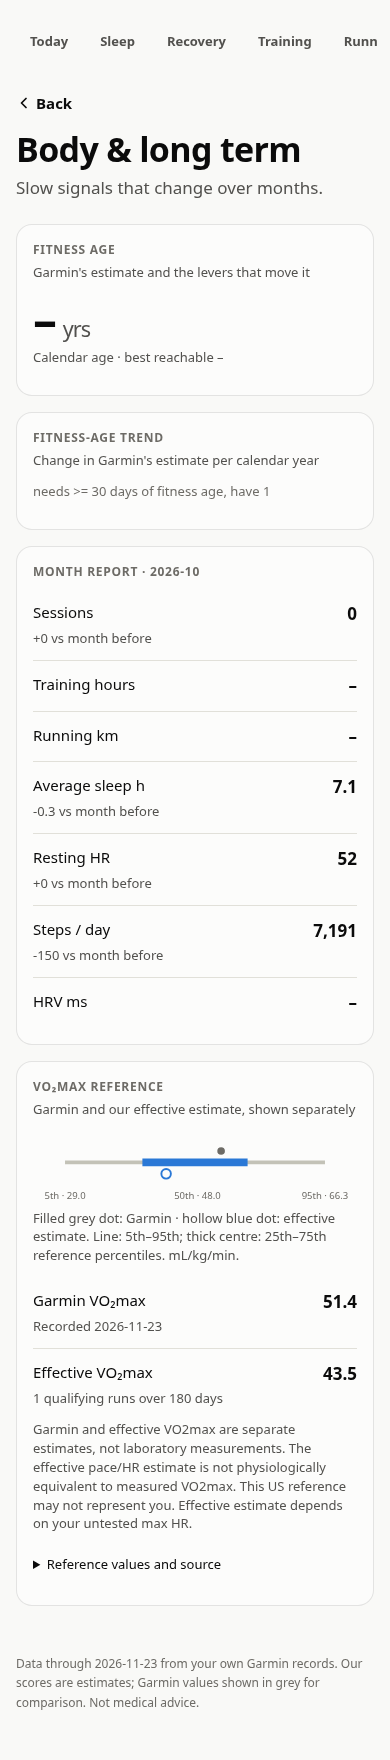 Today Sleep Recovery Training Runn
Back
Body & long term
Slow signals that change over months.
FITNESS AGE
Garmin's estimate and the levers that move it
– yrs
Calendar age · best reachable –
FITNESS-AGE TREND
Change in Garmin's estimate per calendar year
needs >= 30 days of fitness age, have 1
MONTH REPORT · 2026-10
Sessions 0
+0 vs month before
Training hours –
Running km –
Average sleep h 7.1
-0.3 vs month before
Resting HR 52
+0 vs month before
Steps / day 7,191
-150 vs month before
HRV ms –
VO₂MAX REFERENCE
Garmin and our effective estimate, shown separately
5th · 29.0 50th · 48.0 95th · 66.3
Filled grey dot: Garmin · hollow blue dot: effective
estimate. Line: 5th–95th; thick centre: 25th–75th
reference percentiles. mL/kg/min.
Garmin VO₂max 51.4
Recorded 2026-11-23
Effective VO₂max 43.5
1 qualifying runs over 180 days
Garmin and effective VO2max are separate
estimates, not laboratory measurements. The
effective pace/HR estimate is not physiologically
equivalent to measured VO2max. This US reference
may not represent you. Effective estimate depends
on your untested max HR.
Reference values and source
Data through 2026-11-23 from your own Garmin records. Our
scores are estimates; Garmin values shown in grey for
comparison. Not medical advice.